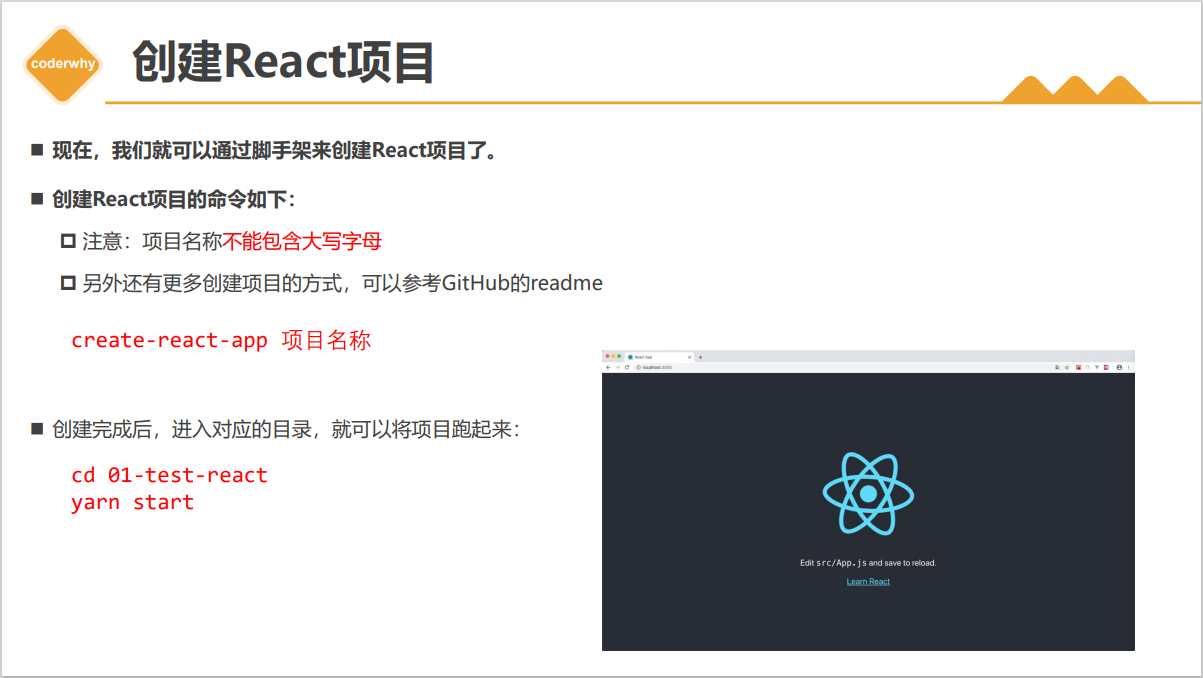 coderwhy
创建React项目
现在，我们就可以通过脚手架来创建React项目了。
创建React项目的命令如下：
注意：项目名称不能包含大写字母
另外还有更多创建项目的方式，可以参考GitHub的readme
create-react-app 项目名称
创建完成后，进入对应的目录，就可以将项目跑起来：
cd 01-test-react
yarn start
React App
localhost:3000
Edit src/App.js and save to reload.
Learn React